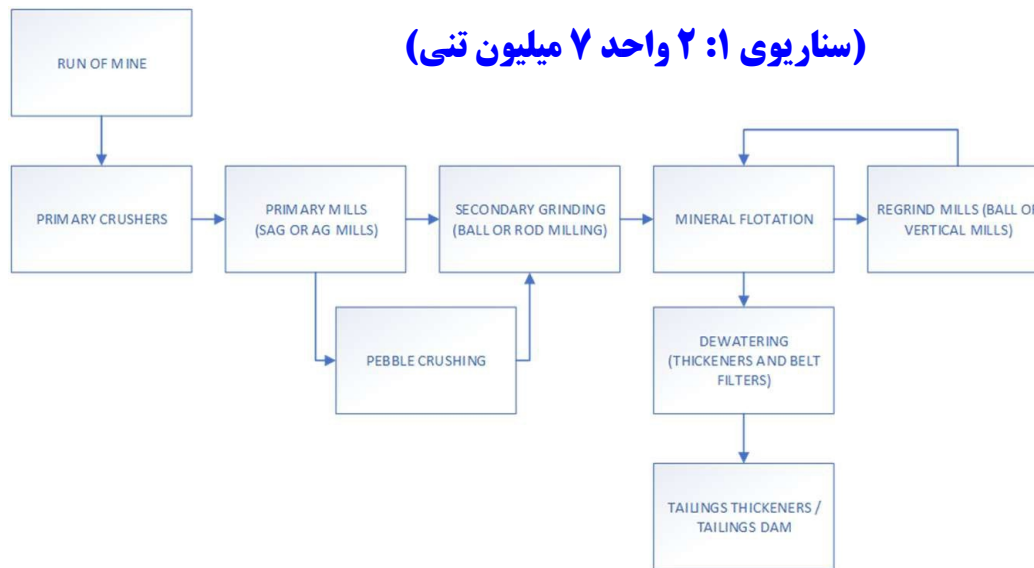 (سناریوی ۱: ۲ واحد ۷ میلیون تنی)
RUN OF MINE
PRIMARY CRUSHERS
PRIMARY MILLS
(SAG OR AG MILLS)
SECONDARY GRINDING
(BALL OR ROD MILLING)
MINERAL FLOTATION
REGRIND MILLS (BALL OR
VERTICAL MILLS)
PEBBLE CRUSHING
DEWATERING
(THICKENERS AND BELT
FILTERS)
TAILINGS THICKENERS /
TAILINGS DAM